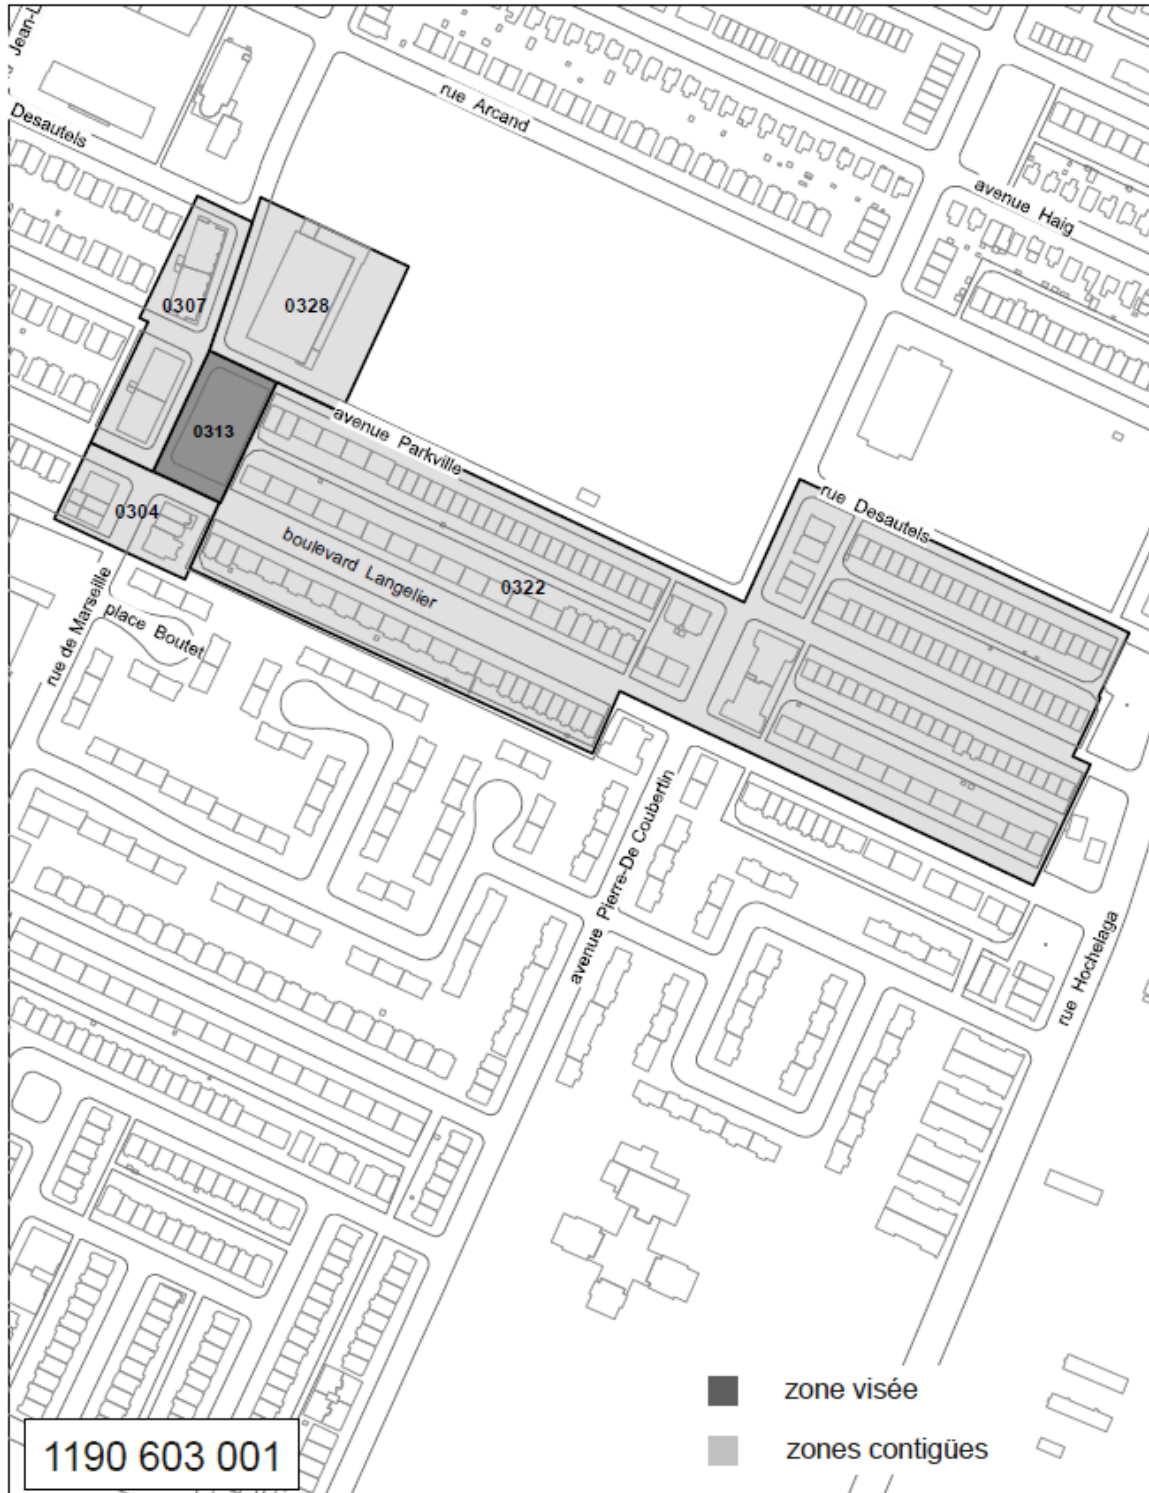 Jean-L
Desautels
rue Arcand
avenue Haig
0307
0328
0313
avenue Parkville
0304
boulevard Langelier
0322
rue Desautels
rue de Marseille
place Boutet
avenue Pierre-De Coubertin
rue Hochelaga
zone visée
zones contigües
1190 603 001